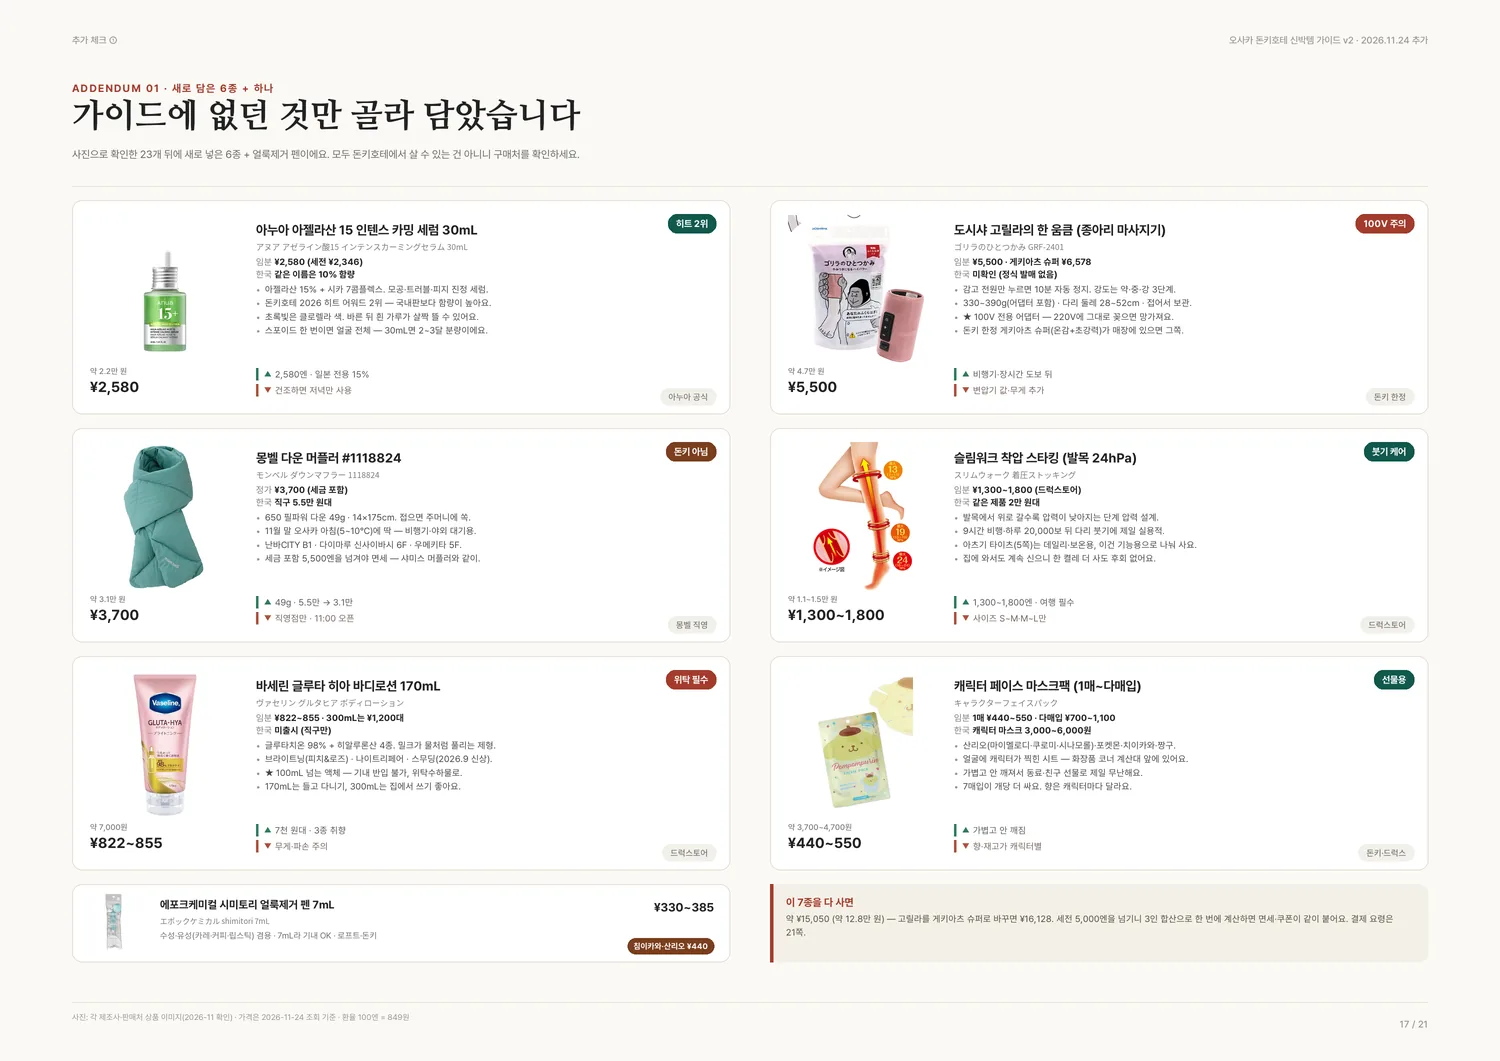 추가 체크 ①
오사카 돈키호테 신박템 가이드 v2 · 2026.11.24 추가
ADDENDUM 01 · 새로 담은 6종 + 하나
가이드에 없던 것만 골라 담았습니다
사진으로 확인한 23개 뒤에 새로 넣은 6종 + 얼룩제거 펜이에요. 모두 돈키호테에서 살 수 있는 건 아니니 구매처를 확인하세요.
히트 2위
아누아 아젤라산 15 인텐스 카밍 세럼 30mL
アヌア アゼライン酸15 インテンスカーミングセラム 30mL
일본 ¥2,580 (세전 ¥2,346)
한국 같은 이름은 10% 함량
• 아젤라산 15% + 시카 7콤플렉스. 모공·트러블·피지 진정 세럼.
• 돈키호테 2026 히트 어워드 2위 — 국내판보다 함량이 높아요.
• 초록빛은 클로렐라 색. 바른 뒤 흰 가루가 살짝 뜰 수 있어요.
• 스포이드 한 번이면 얼굴 전체 — 30mL면 2~3달 분량이에요.
약 2.2만 원
¥2,580
▲ 2,580엔 · 일본 전용 15%
▼ 건조하면 저녁만 사용
아누아 공식
anua
15+
100V 주의
도시샤 고릴라의 한 움큼 (종아리 마사지기)
ゴリラのひとつかみ GRF-2401
일본 ¥5,500 · 게키아츠 슈퍼 ¥6,578
한국 미확인 (정식 발매 없음)
• 감고 전원만 누르면 10분 자동 정지. 강도는 약·중·강 3단계.
• 330~390g(어댑터 포함) · 다리 둘레 28~52cm · 접어서 보관.
• ★ 100V 전용 어댑터 — 220V에 그대로 꽂으면 망가져요.
• 돈키 한정 게키아츠 슈퍼(온감+초강력)가 매장에 있으면 그쪽.
약 4.7만 원
¥5,500
▲ 비행기·장시간 도보 뒤
▼ 변압기 값·무게 추가
돈키 한정
ゴリラのひとつかみ
돈키 아님
몽벨 다운 머플러 #1118824
モンベル ダウンマフラー 1118824
정가 ¥3,700 (세금 포함)
한국 직구 5.5만 원대
• 650 필파워 다운 49g · 14×175cm. 접으면 주머니에 쏙.
• 11월 말 오사카 아침(5~10°C)에 딱 — 비행기·야외 대기용.
• 난바CITY B1 · 다이마루 신사이바시 6F · 우메키타 5F.
• 세금 포함 5,500엔을 넘겨야 면세 — 샤미스 머플러와 같이.
약 3.1만 원
¥3,700
▲ 49g · 5.5만 → 3.1만
▼ 직영점만 · 11:00 오픈
몽벨 직영
붓기 케어
슬림워크 착압 스타킹 (발목 24hPa)
スリムウォーク 着圧ストッキング
일본 ¥1,300~1,800 (드럭스토어)
한국 같은 제품 2만 원대
• 발목에서 위로 갈수록 압력이 낮아지는 단계 압력 설계.
• 9시간 비행·하루 20,000보 뒤 다리 붓기에 제일 실용적.
• 아츠기 타이츠(5쪽)는 데일리·보온용, 이건 기능용으로 나눠 사요.
• 집에 와서도 계속 신으니 한 켤레 더 사도 후회 없어요.
약 1.1~1.5만 원
¥1,300~1,800
▲ 1,300~1,800엔 · 여행 필수
▼ 사이즈 S~M·M~L만
드럭스토어
13
19
24
※イメージ図
위탁 필수
바세린 글루타 히아 바디로션 170mL
ヴァセリン グルタヒア ボディローション
일본 ¥822~855 · 300mL는 ¥1,200대
한국 미출시 (직구만)
• 글루타치온 98% + 히알루론산 4종. 밀크가 물처럼 풀리는 제형.
• 브라이트닝(피치&로즈) · 나이트리페어 · 스무딩(2026.9 신상).
• ★ 100mL 넘는 액체 — 기내 반입 불가, 위탁수하물로.
• 170mL는 들고 다니기, 300mL는 집에서 쓰기 좋아요.
약 7,000원
¥822~855
▲ 7천 원대 · 3종 취향
▼ 무게·파손 주의
드럭스토어
Vaseline.
GLUTA-HYA
선물용
캐릭터 페이스 마스크팩 (1매~다매입)
キャラクターフェイスパック
일본 1매 ¥440~550 · 다매입 ¥700~1,100
한국 캐릭터 마스크 3,000~6,000원
• 산리오(마이멜로디·쿠로미·시나모롤)·포켓몬·치이카와·짱구.
• 얼굴에 캐릭터가 찍힌 시트 — 화장품 코너 계산대 앞에 있어요.
• 가볍고 안 깨져서 동료·친구 선물로 제일 무난해요.
• 7매입이 개당 더 싸요. 향은 캐릭터마다 달라요.
약 3,700~4,700원
¥440~550
▲ 가볍고 안 깨짐
▼ 향·재고가 캐릭터별
돈키·드럭스
Pompompurin
에포크케미컬 시미토리 얼룩제거 펜 7mL
エポックケミカル shimitori 7mL
수성·유성(카레·커피·립스틱) 겸용 · 7mL라 기내 OK · 로프트·돈키
¥330~385
침이카와·산리오 ¥440
이 7종을 다 사면
약 ¥15,050 (약 12.8만 원) — 고릴라를 게키아츠 슈퍼로 바꾸면 ¥16,128. 세전 5,000엔을 넘기니 3인 합산으로 한 번에 계산하면 면세·쿠폰이 같이 붙어요. 결제 요령은
21쪽.
사진: 각 제조사·판매처 상품 이미지(2026-11 확인) · 가격은 2026-11-24 조회 기준 · 환율 100엔 = 849원
17 / 21